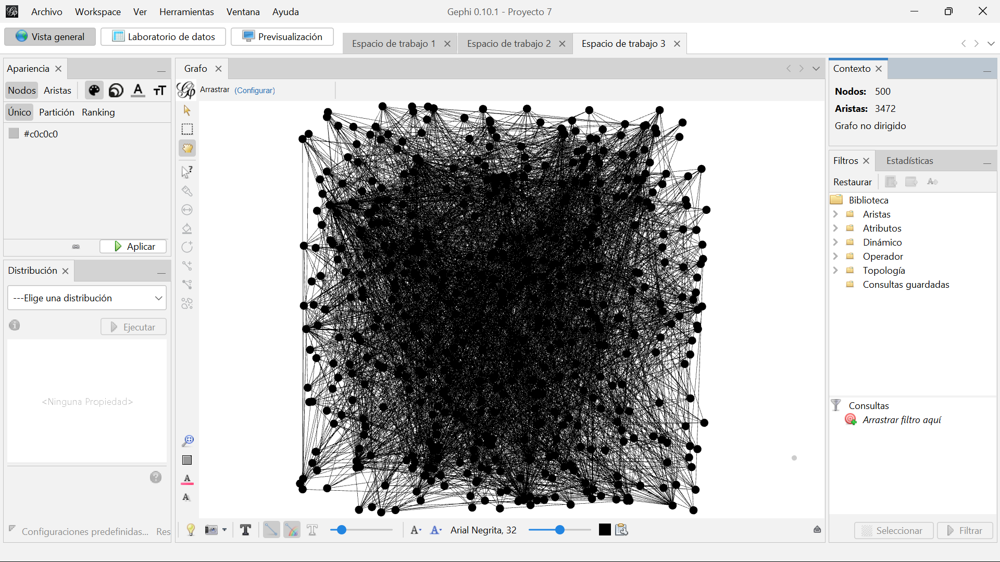 Archivo Workspace Ver Herramientas Ventana Ayuda Gephi 0.10.1 - Proyecto 7
Vista general Laboratorio de datos Previsualización Espacio de trabajo 1 Espacio de trabajo 2 Espacio de trabajo 3
Apariencia
Nodos Aristas A TT
Único Partición Ranking
#c0c0c0
Aplicar
Distribución
---Elige una distribución
Ejecutar
<Ninguna Propiedad>
Configuraciones predefinidas... Res
Grafo
Arrastrar (Configurar)
A
A
T T A- A- Arial Negrita, 32
Contexto
Nodos: 500
Aristas: 3472
Grafo no dirigido
Filtros Estadísticas
Restaurar
Biblioteca
Aristas
Atributos
Dinámico
Operador
Topología
Consultas guardadas
Consultas
Arrastrar filtro aquí
Seleccionar Filtrar